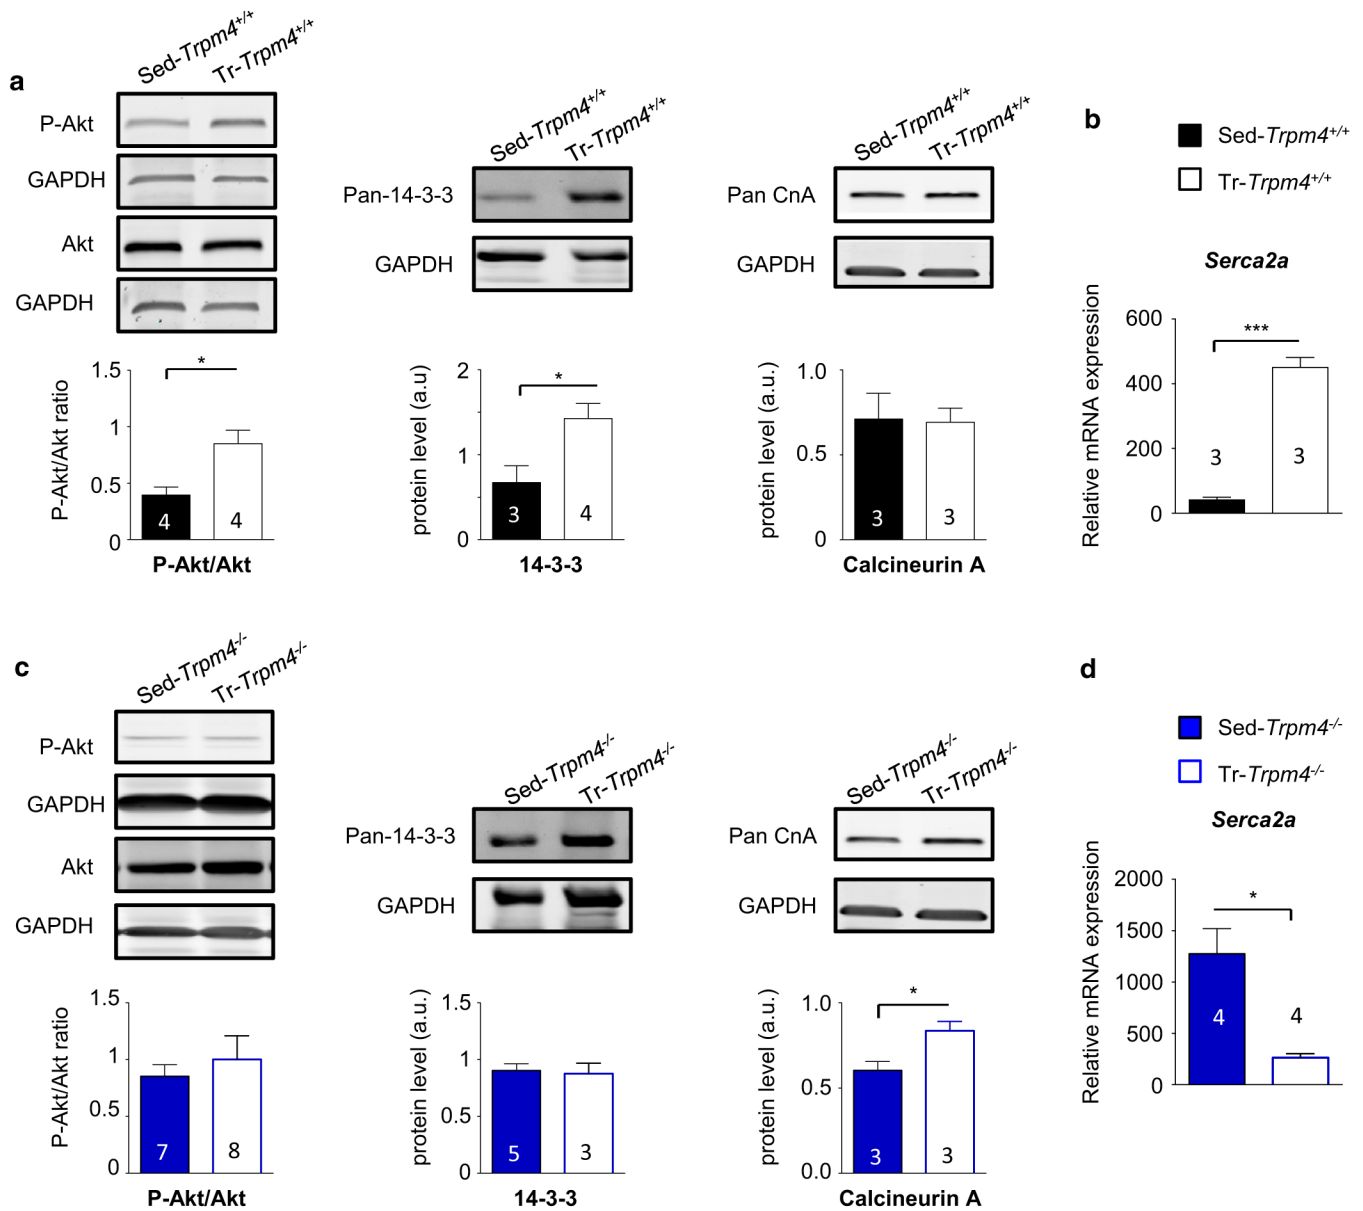 a
Sed-Trpm4+/+
Tr-Trpm4+/+
P-Akt
GAPDH
Akt
GAPDH
P-Akt/Akt ratio
1.5
1
0.5
0
*
4
4
P-Akt/Akt
Sed-Trpm4+/+
Tr-Trpm4+/+
Pan-14-3-3
GAPDH
protein level (a.u)
2
1.5
1
0.5
0
*
3
4
14-3-3
Sed-Trpm4+/+
Tr-Trpm4+/+
Pan CnA
GAPDH
protein level (a.u.)
1.0
0.5
0
3
3
Calcineurin A
b
Sed-Trpm4+/+
Tr-Trpm4+/+
Serca2a
Relative mRNA expression
600
400
200
0
***
3
3
c
Sed-Trpm4-/-
Tr-Trpm4-/-
P-Akt
GAPDH
Akt
GAPDH
P-Akt/Akt ratio
1.5
1
0.5
0
7
8
P-Akt/Akt
Sed-Trpm4-/-
Tr-Trpm4-/-
Pan-14-3-3
GAPDH
protein level (a.u.)
1.5
1
0.5
0
5
3
14-3-3
Sed-Trpm4-/-
Tr-Trpm4-/-
Pan CnA
GAPDH
protein level (a.u.)
1.0
0.5
0.0
*
3
3
Calcineurin A
d
Sed-Trpm4-/-
Tr-Trpm4-/-
Serca2a
Relative mRNA expression
2000
1500
1000
500
0
*
4
4